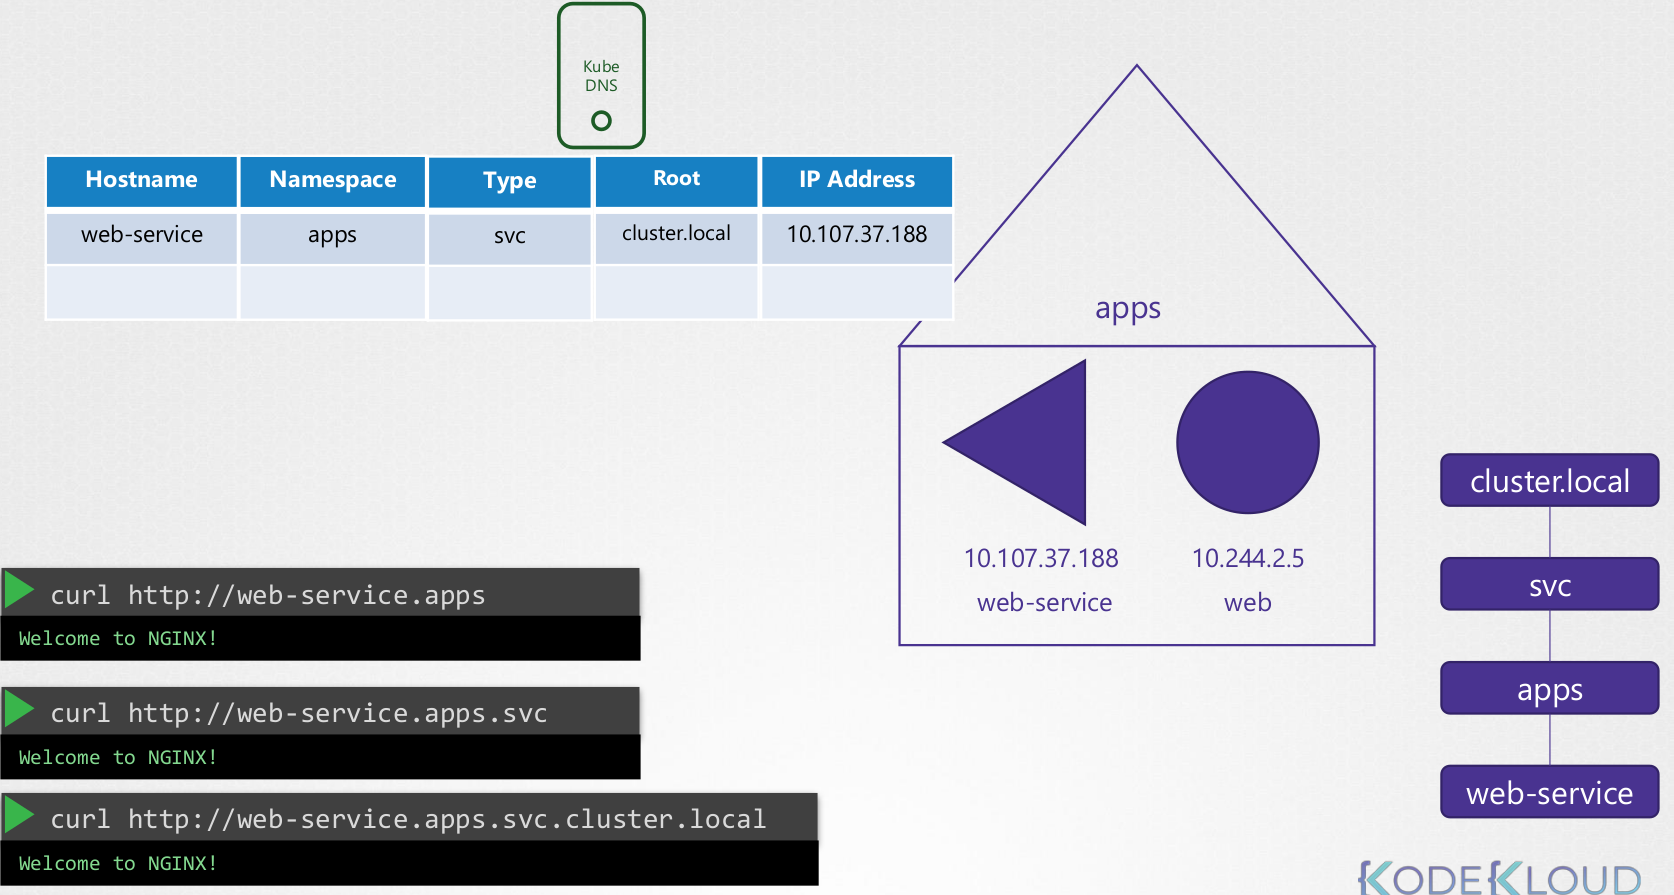 Kube
DNS
Hostname Namespace Type Root IP Address
web-service apps svc cluster.local 10.107.37.188
apps
10.107.37.188 10.244.2.5
web-service web
cluster.local
svc
apps
web-service
curl http://web-service.apps
Welcome to NGINX!
curl http://web-service.apps.svc
Welcome to NGINX!
curl http://web-service.apps.svc.cluster.local
Welcome to NGINX!
KODEKLOUD